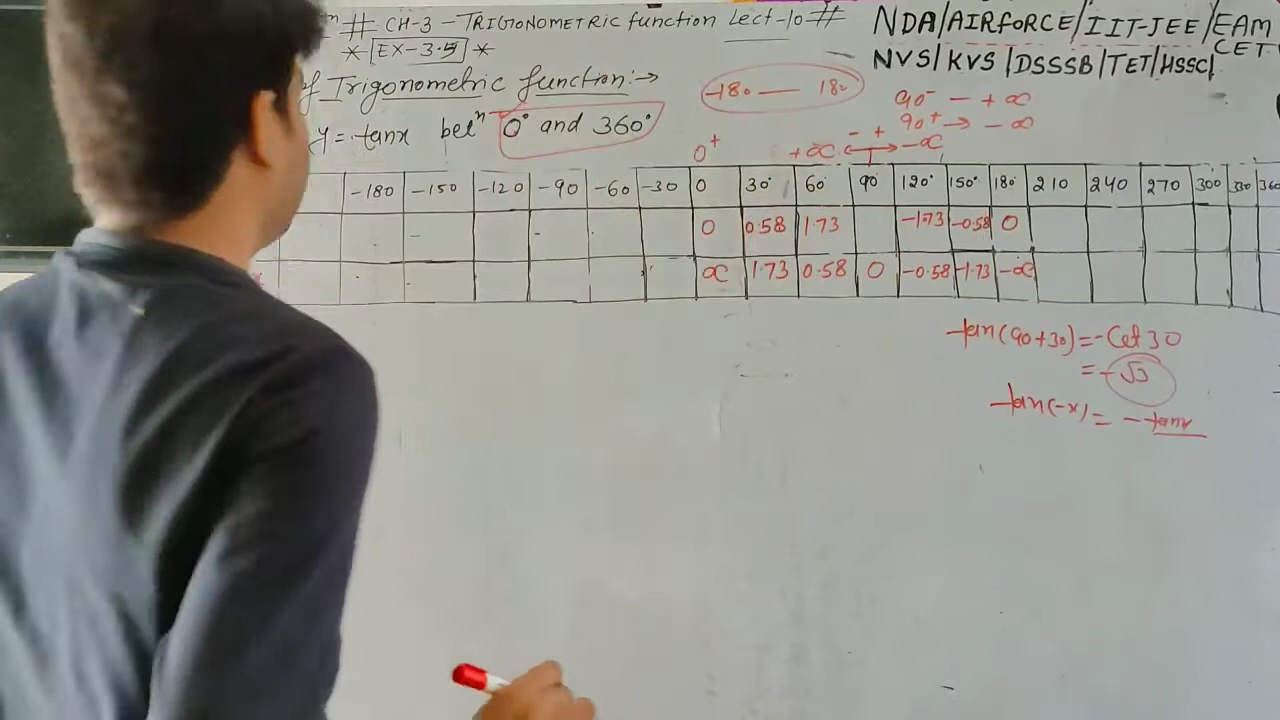 # CH-3 - TRIGONOMETRIC function Lect-10 #
* EX-3.5 *
of Trigonometric function:→
y = tanx betn 0° and 360°
NDA/AIRFORCE/IIT-JEE/EAM
CET
NVS/KVS/DSSSB/TET/HSSC/
-180 — 180
90⁻ - + ∝
90⁺ → - ∝
0⁺ +∝ - + -∝
-180 -150 -120 -90 -60 -30 0 30° 60 90 120° 150° 180° 210 240 270 300 330 360
0 0.58 1.73 -1.73 -0.58 0
∝ 1.73 0.58 0 -0.58 -1.73 -∝
tan(90+30) = -Cot 30
= -√3
tan(-x) = - tanx